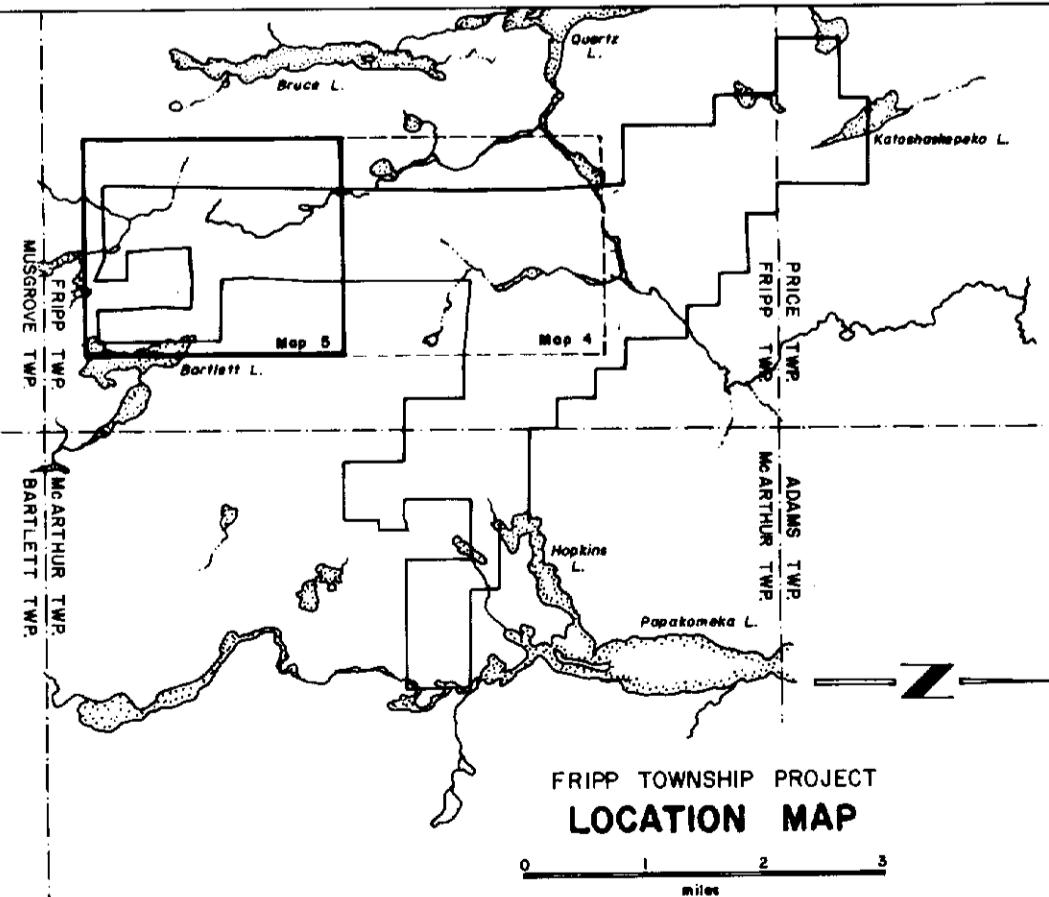 Quartz
L.
Bruce L.
Katoshaskepeko L.
MUSGROVE TWP.
FRIPP TWP.
PRICE TWP.
FRIPP TWP.
Map 5
Map 4
Bartlett L.
McARTHUR TWP.
BARTLETT TWP.
ADAMS TWP.
McARTHUR TWP.
Hopkins
L.
Papakomeka L.
N
FRIPP TOWNSHIP PROJECT
LOCATION MAP
0 1 2 3
miles